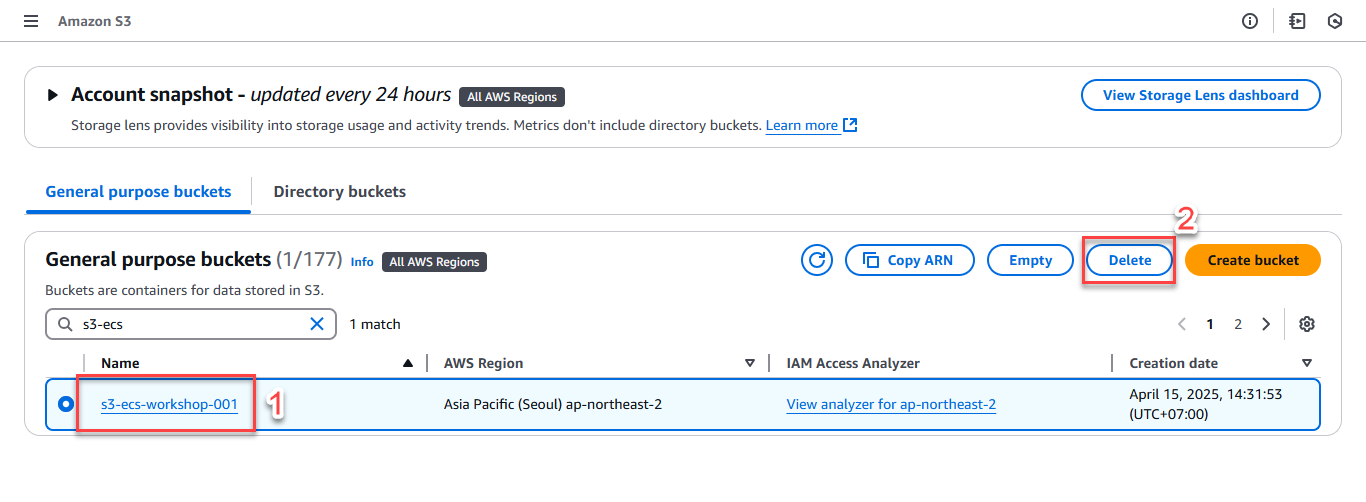 Amazon S3
Account snapshot - updated every 24 hours All AWS Regions
View Storage Lens dashboard
Storage lens provides visibility into storage usage and activity trends. Metrics don't include directory buckets. Learn more
General purpose buckets
Directory buckets
2
General purpose buckets (1/177) Info All AWS Regions
Copy ARN
Empty
Delete
Create bucket
Buckets are containers for data stored in S3.
s3-ecs
1 match
1 2
Name
AWS Region
IAM Access Analyzer
Creation date
s3-ecs-workshop-001
1
Asia Pacific (Seoul) ap-northeast-2
View analyzer for ap-northeast-2
April 15, 2025, 14:31:53
(UTC+07:00)